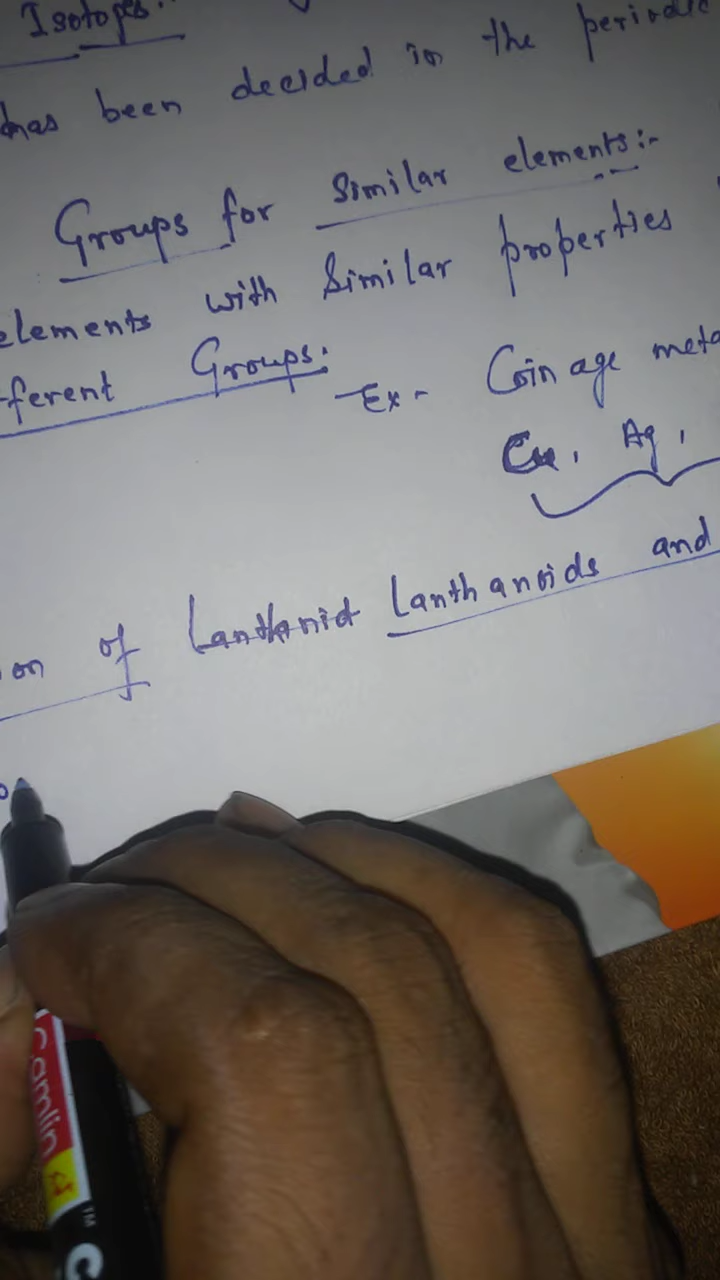 Isotopes.
has been decided in the periodic
Groups for Similar elements:-
elements with Similar properties
fferent Groups.
Ex- Coinage meta
Cu, Ag,
on of Lanthanid Lanthanoids and
Camlin